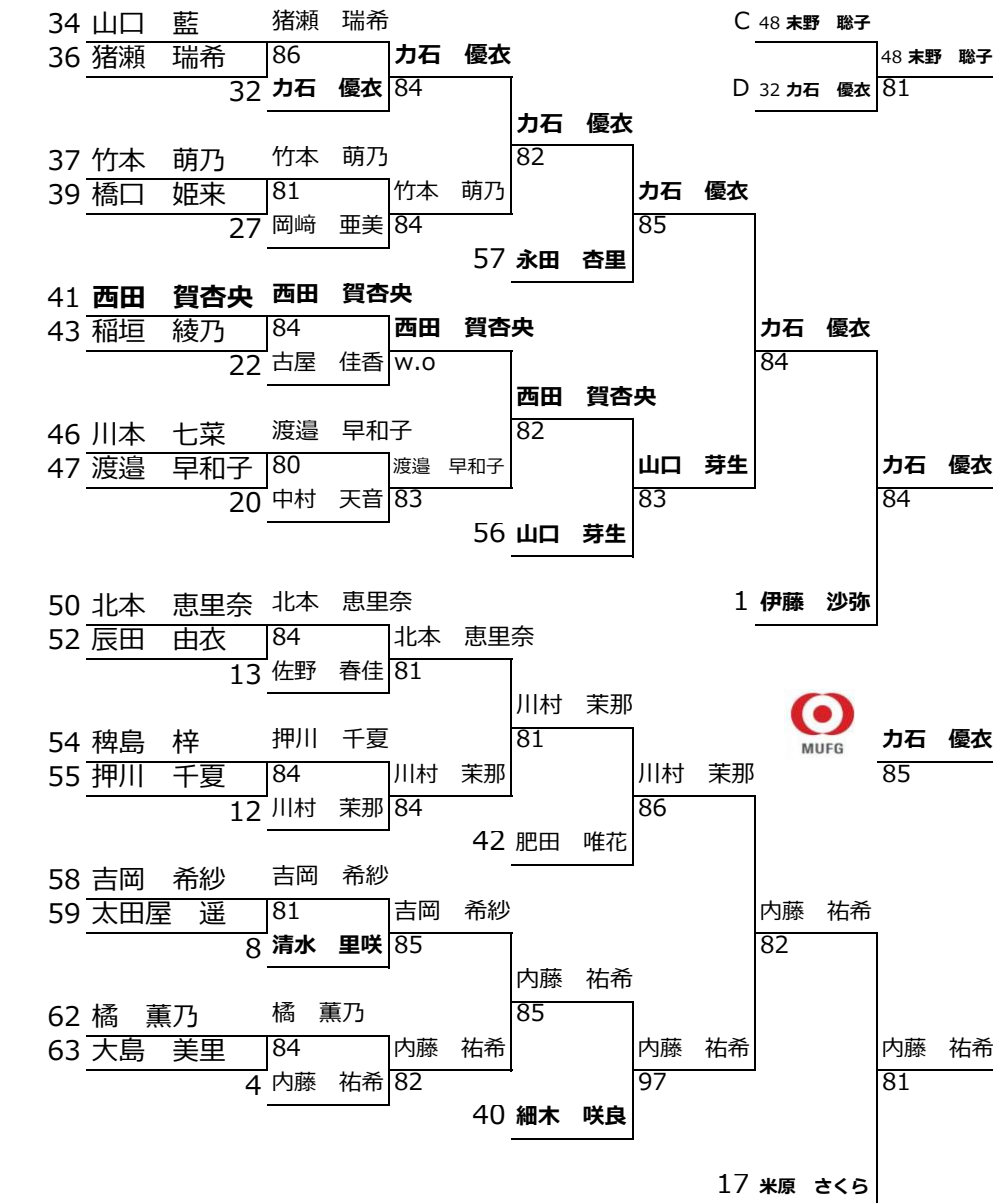 34 山口　藍 猪瀬　瑞希 C 48 末野　聡子
36 猪瀬　瑞希 86 力石　優衣 48 末野　聡子
32 力石　優衣 84 D 32 力石　優衣 81
力石　優衣
37 竹本　萌乃 竹本　萌乃 82
39 橋口　姫来 81 竹本　萌乃 力石　優衣
27 岡﨑　亜美 84 85
57 永田　杏里
41 西田　賀杏央 西田　賀杏央
43 稲垣　綾乃 84 西田　賀杏央 力石　優衣
22 古屋　佳香 w.o 84
西田　賀杏央
46 川本　七菜 渡邉　早和子 82
47 渡邉　早和子 80 渡邉　早和子 山口　芽生 力石　優衣
20 中村　天音 83 83 84
56 山口　芽生
50 北本　恵里奈 北本　恵里奈 1 伊藤　沙弥
52 辰田　由衣 84 北本　恵里奈
13 佐野　春佳 81
川村　茉那
54 稗島　梓 押川　千夏 81 MUFG 力石　優衣
55 押川　千夏 84 川村　茉那 川村　茉那 85
12 川村　茉那 84 86
42 肥田　唯花
58 吉岡　希紗 吉岡　希紗
59 太田屋　遥 81 吉岡　希紗 内藤　祐希
8 清水　里咲 85 82
内藤　祐希
62 橘　薫乃 橘　薫乃 85
63 大島　美里 84 内藤　祐希 内藤　祐希 内藤　祐希
4 内藤　祐希 82 97 81
40 細木　咲良
17 米原　さくら